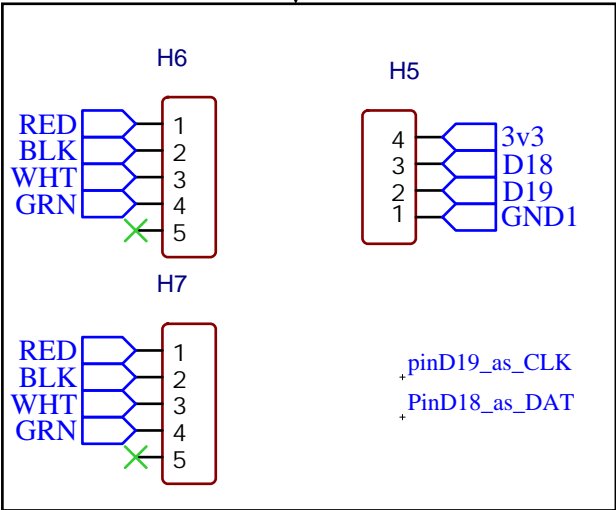 H6
RED 1
BLK 2
WHT 3
GRN 4
5
H5
4 3v3
3 D18
2 D19
1 GND1
H7
RED 1
BLK 2
WHT 3
GRN 4
5
pinD19_as_CLK
PinD18_as_DAT